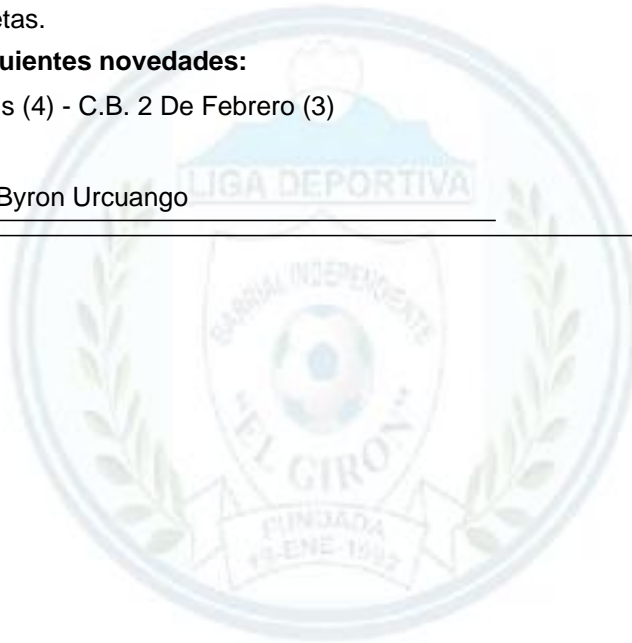 etas.
uientes novedades:
s (4) - C.B. 2 De Febrero (3)
Byron Urcuango
LIGA DEPORTIVA
BARRIAL INDEPENDIENTE
"EL GIRON"
FUNDADA